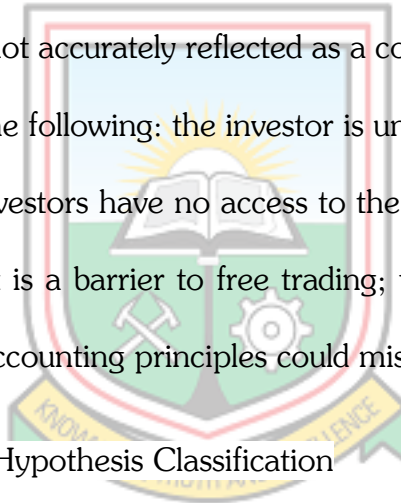 ot accurately reflected as a co
e following: the investor is un
vestors have no access to the
t is a barrier to free trading;
ccounting principles could mis
Hypothesis Classification